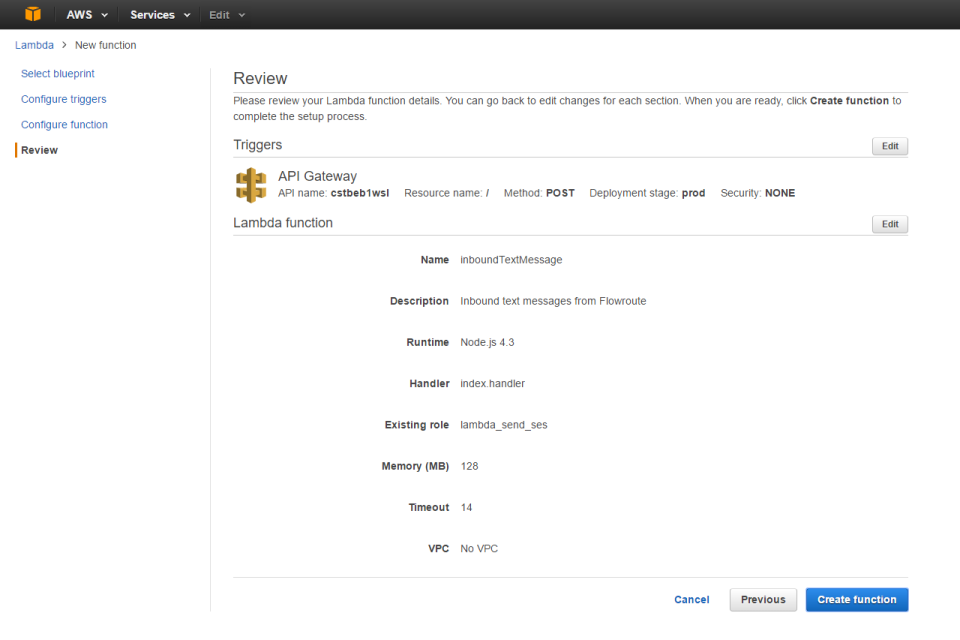 AWS Services Edit
Lambda > New function
Select blueprint
Configure triggers
Configure function
Review
Review
Please review your Lambda function details. You can go back to edit changes for each section. When you are ready, click Create function to
complete the setup process.
Triggers Edit
API Gateway
API name: cstbeb1wsl Resource name: / Method: POST Deployment stage: prod Security: NONE
Lambda function Edit
Name inboundTextMessage
Description Inbound text messages from Flowroute
Runtime Node.js 4.3
Handler index.handler
Existing role lambda_send_ses
Memory (MB) 128
Timeout 14
VPC No VPC
Cancel Previous Create function